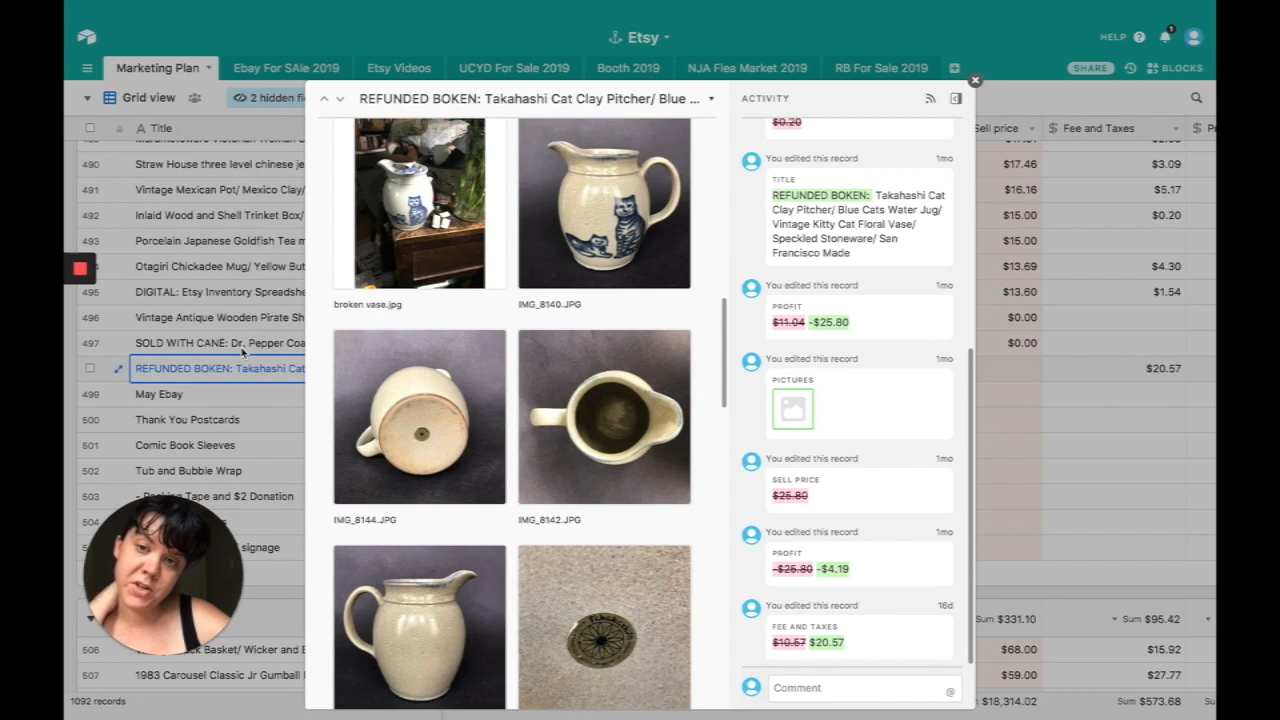 Etsy
HELP
1
Marketing Plan
Ebay For SAle 2019
Etsy Videos
UCYD For Sale 2019
Booth 2019
NJA Flea Market 2019
RB For Sale 2019
SHARE
BLOCKS
Grid view
2 hidden fi
REFUNDED BOKEN: Takahashi Cat Clay Pitcher/ Blue ...
ACTIVITY
A Title
Sell price
$ Fee and Taxes
$
490 Straw House three level chinese je
$17.46 $3.09
491 Vintage Mexican Pot/ Mexico Clay/
$16.16 $5.17
492 Inlaid Wood and Shell Trinket Box/
$15.00 $0.20
493 Porcelain Japanese Goldfish Tea m
$15.00
Otagiri Chickadee Mug/ Yellow But
$13.69 $4.30
495 DIGITAL: Etsy Inventory Spreadshe
$13.60 $1.54
496 Vintage Antique Wooden Pirate Sh
$0.00
497 SOLD WITH CANE: Dr. Pepper Coa
$0.00
REFUNDED BOKEN: Takahashi Cat
$20.57
499 May Ebay
500 Thank You Postcards
501 Comic Book Sleeves
502 Tub and Bubble Wrap
503 - Packing Tape and $2 Donation
504
signage
Sum $331.10
Sum $95.42
506
Basket/ Wicker and E
$68.00 $15.92
507 1983 Carousel Classic Jr Gumball
$59.00 $27.77
1092 records
$18,314.02
Sum $573.68
broken vase.jpg
IMG_8140.JPG
IMG_8144.JPG
IMG_8142.JPG
$0.20
You edited this record 1mo
TITLE
REFUNDED BOKEN: Takahashi Cat
Clay Pitcher/ Blue Cats Water Jug/
Vintage Kitty Cat Floral Vase/
Speckled Stoneware/ San
Francisco Made
You edited this record 1mo
PROFIT
$11.04 -$25.80
You edited this record 1mo
PICTURES
You edited this record 1mo
SELL PRICE
$25.80
You edited this record 1mo
PROFIT
-$25.80 -$4.19
You edited this record 16d
FEE AND TAXES
$10.57 $20.57
Comment
@